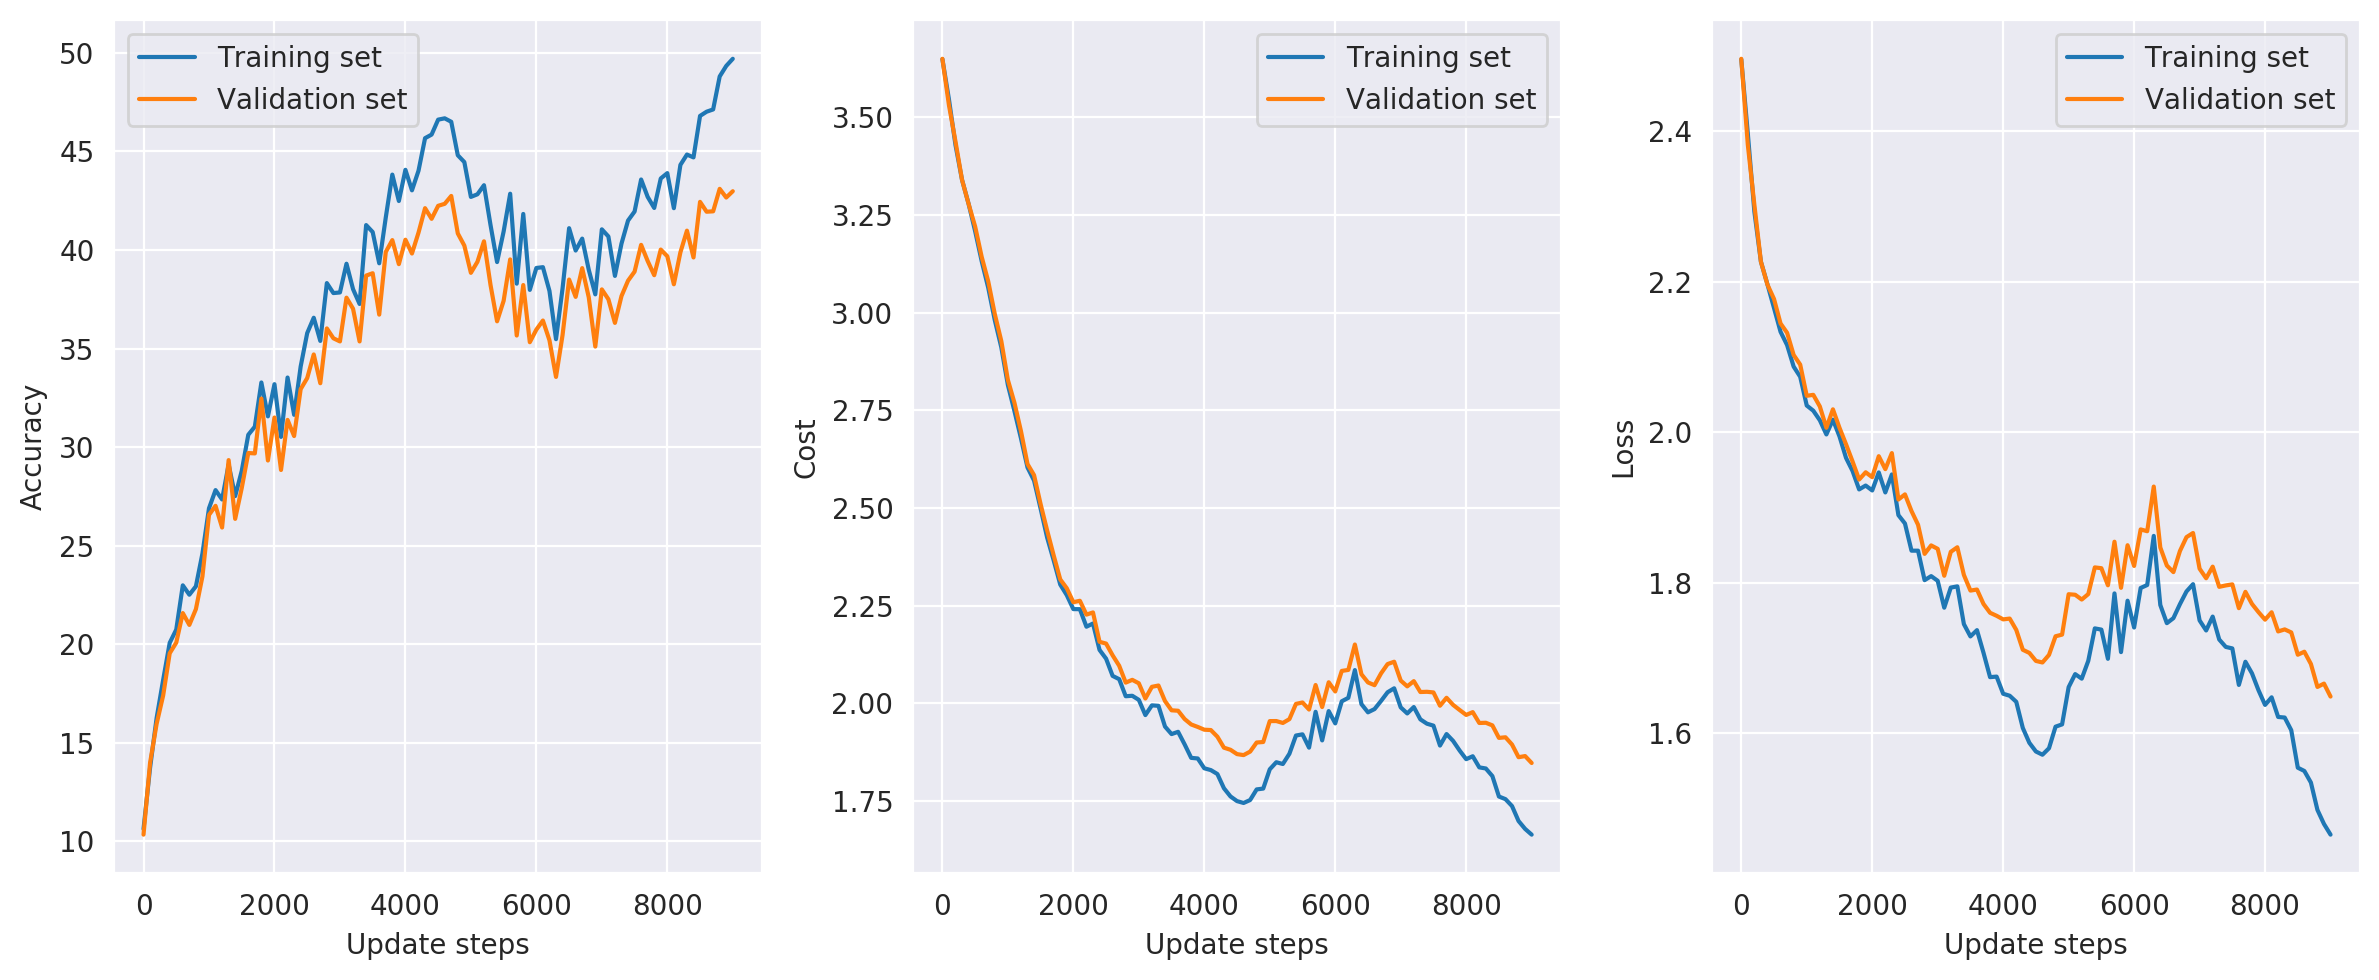 Training set
Validation set
50
45
40
35
30
25
20
15
10
Accuracy
0 2000 4000 6000 8000
Update steps
Training set
Validation set
3.50
3.25
3.00
2.75
2.50
2.25
2.00
1.75
Cost
0 2000 4000 6000 8000
Update steps
Training set
Validation set
2.4
2.2
2.0
1.8
1.6
Loss
0 2000 4000 6000 8000
Update steps